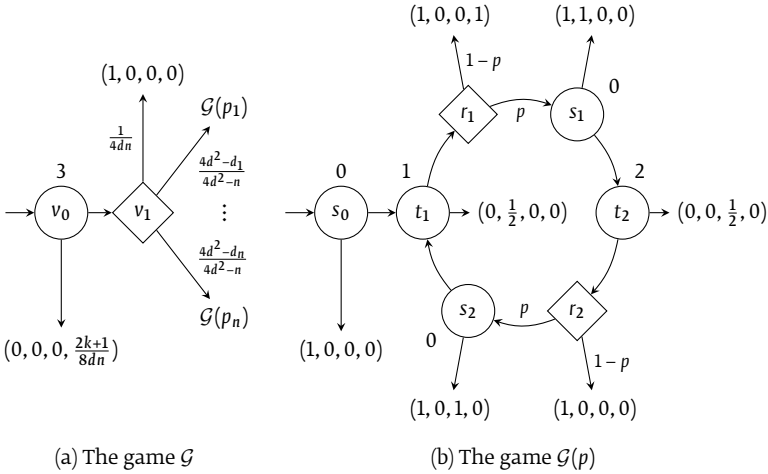 (1, 0, 0, 0)
1/4dn
G(p₁)
3
v₀
v₁
4d²−d₁/4d²−n
⋮
4d²−dₙ/4d²−n
G(pₙ)
(0, 0, 0, 2k+1/8dn)
(a) The game G
(1, 0, 0, 1)
(1, 1, 0, 0)
1 − p
r₁
p
s₁
0
0
s₀
1
t₁
(0, 1/2, 0, 0)
2
t₂
(0, 0, 1/2, 0)
s₂
0
p
r₂
1 − p
(1, 0, 0, 0)
(1, 0, 1, 0)
(1, 0, 0, 0)
(b) The game G(p)